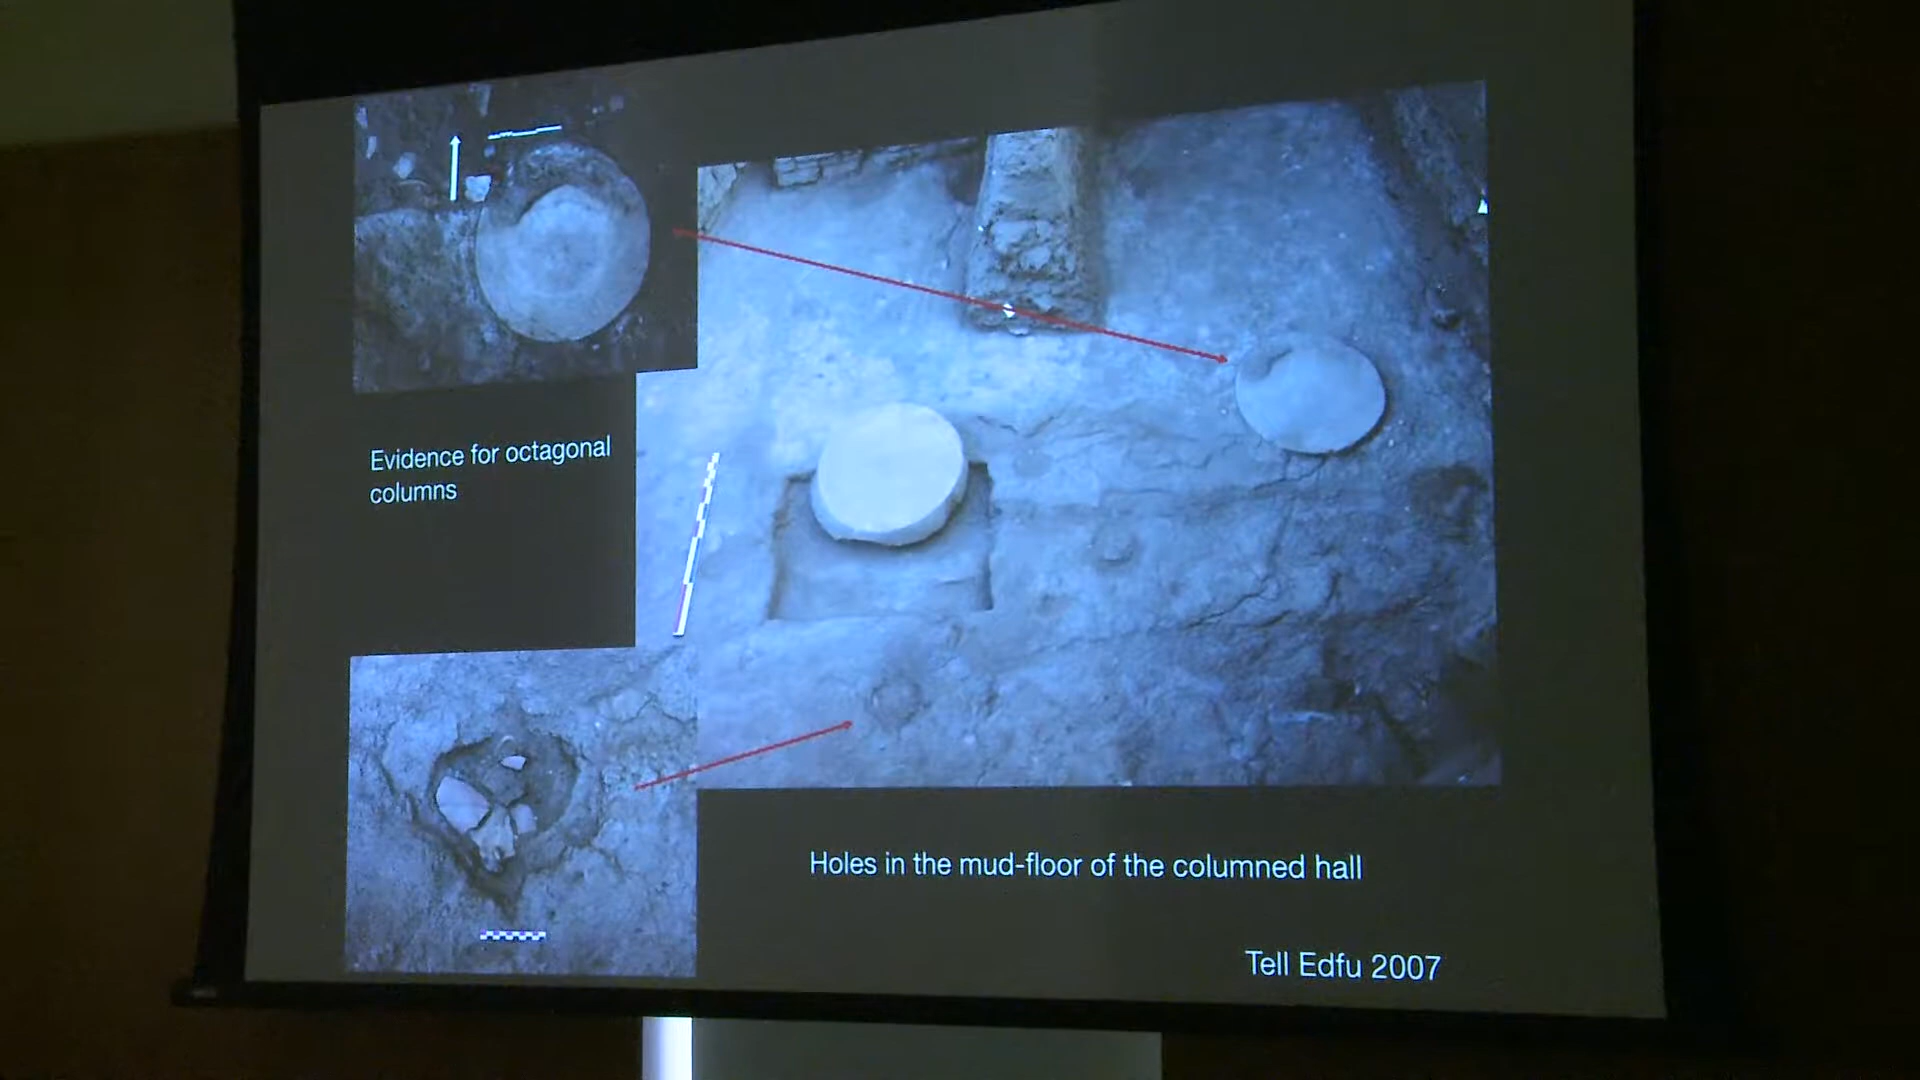 Evidence for octagonal
columns
Holes in the mud-floor of the columned hall
Tell Edfu 2007